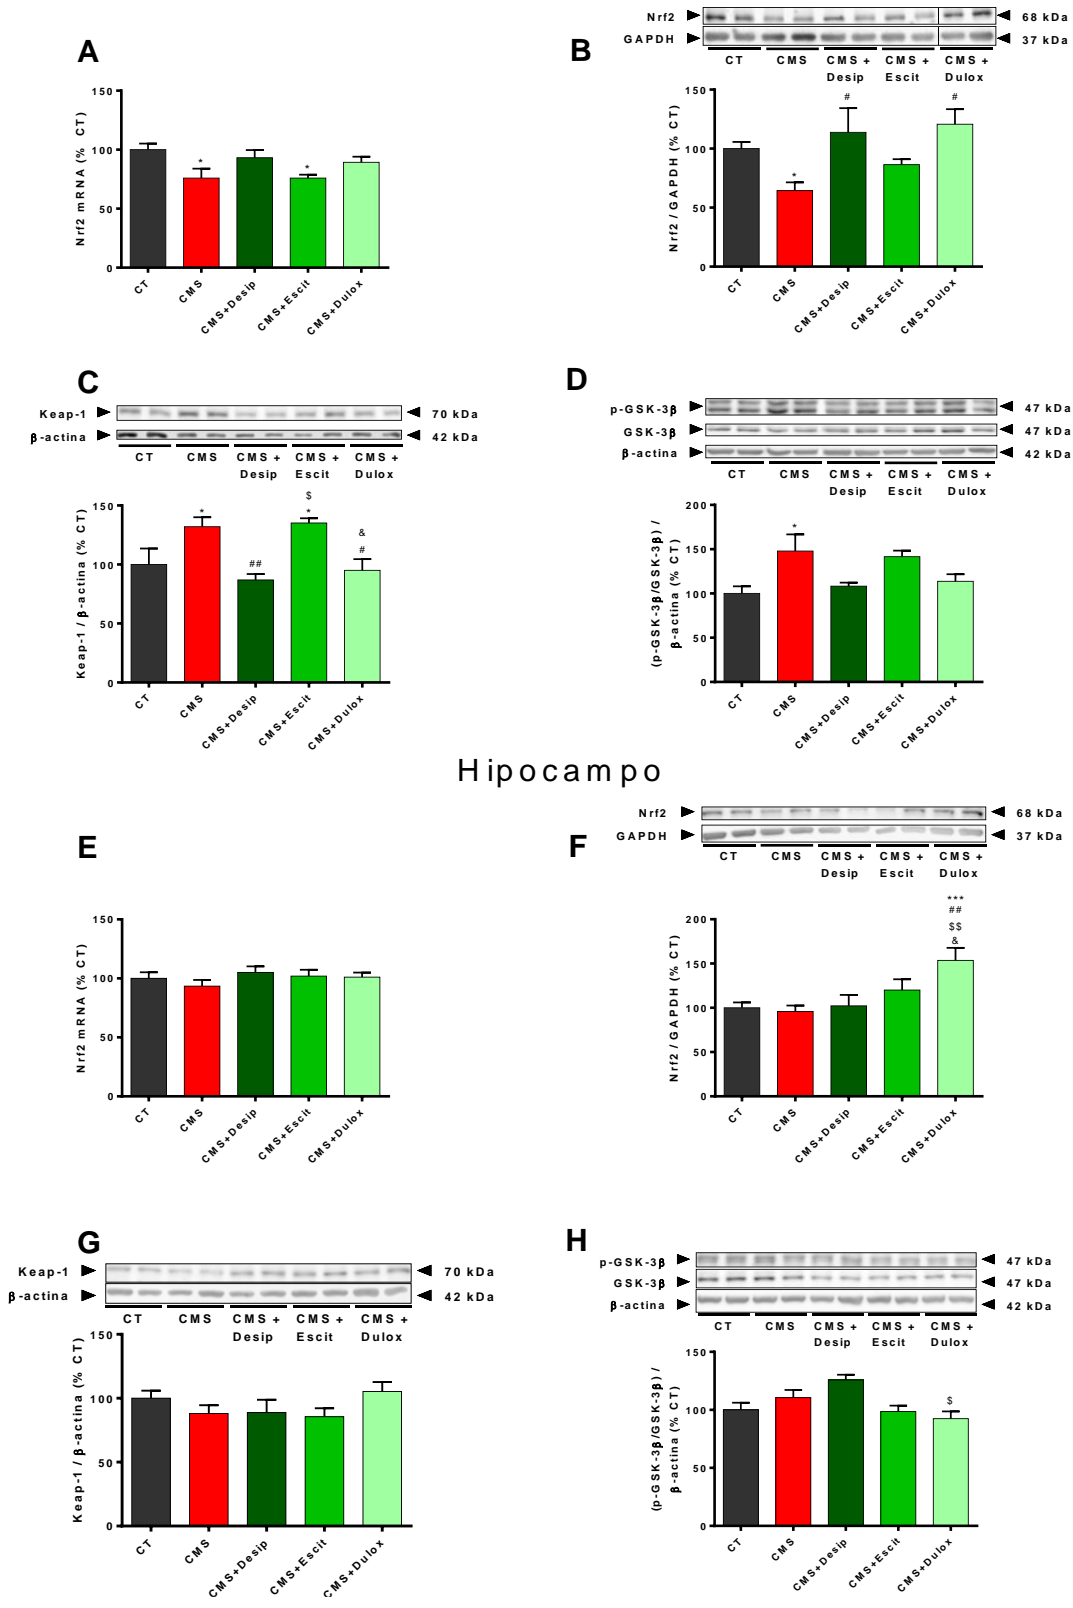 A
Nrf2 mRNA (% CT)
150
100
50
0
*
*
CT
CMS
CMS+Desip
CMS+Escit
CMS+Dulox
B
Nrf2
68 kDa
GAPDH
37 kDa
CT
CMS
CMS +
Desip
CMS +
Escit
CMS +
Dulox
Nrf2 / GAPDH (% CT)
150
100
50
0
*
#
#
CT
CMS
CMS+Desip
CMS+Escit
CMS+Dulox
C
Keap-1
70 kDa
β-actina
42 kDa
CT
CMS
CMS +
Desip
CMS +
Escit
CMS +
Dulox
Keap-1 / β-actina (% CT)
150
100
50
0
*
##
$
*
&
#
CT
CMS
CMS+Desip
CMS+Escit
CMS+Dulox
D
p-GSK-3β
47 kDa
GSK-3β
47 kDa
β-actina
42 kDa
CT
CMS
CMS +
Desip
CMS +
Escit
CMS +
Dulox
(p-GSK-3β/GSK-3β) /
β-actina (% CT)
200
150
100
50
0
*
CT
CMS
CMS+Desip
CMS+Escit
CMS+Dulox
Hipocampo
E
Nrf2 mRNA (% CT)
150
100
50
0
CT
CMS
CMS+Desip
CMS+Escit
CMS+Dulox
F
Nrf2
68 kDa
GAPDH
37 kDa
CT
CMS
CMS +
Desip
CMS +
Escit
CMS +
Dulox
Nrf2 / GAPDH (% CT)
200
150
100
50
0
***
##
$$
&
CT
CMS
CMS+Desip
CMS+Escit
CMS+Dulox
G
Keap-1
70 kDa
β-actina
42 kDa
CT
CMS
CMS +
Desip
CMS +
Escit
CMS +
Dulox
Keap-1 / β-actina (% CT)
150
100
50
0
CT
CMS
CMS+Desip
CMS+Escit
CMS+Dulox
H
p-GSK-3β
47 kDa
GSK-3β
47 kDa
β-actina
42 kDa
CT
CMS
CMS +
Desip
CMS +
Escit
CMS +
Dulox
(p-GSK-3β/GSK-3β) /
β-actina (% CT)
150
100
50
0
$
CT
CMS
CMS+Desip
CMS+Escit
CMS+Dulox